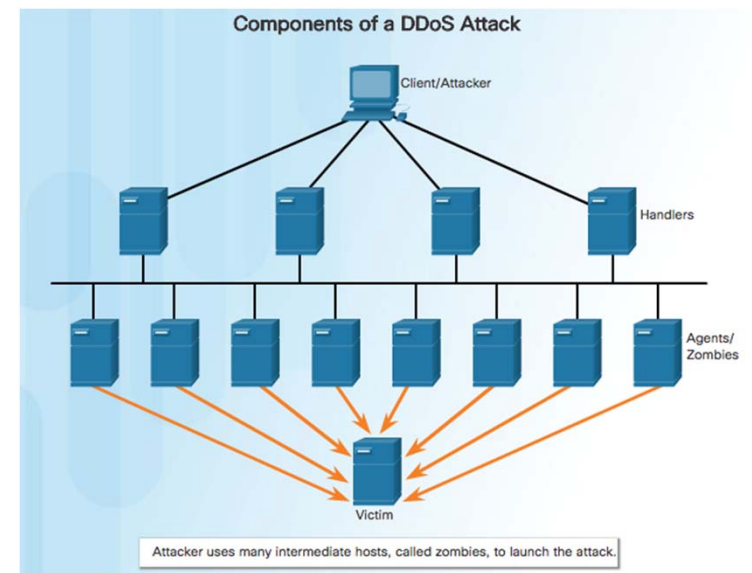 Components of a DDoS Attack
Client/Attacker
Handlers
Agents/
Zombies
Victim
Attacker uses many intermediate hosts, called zombies, to launch the attack.